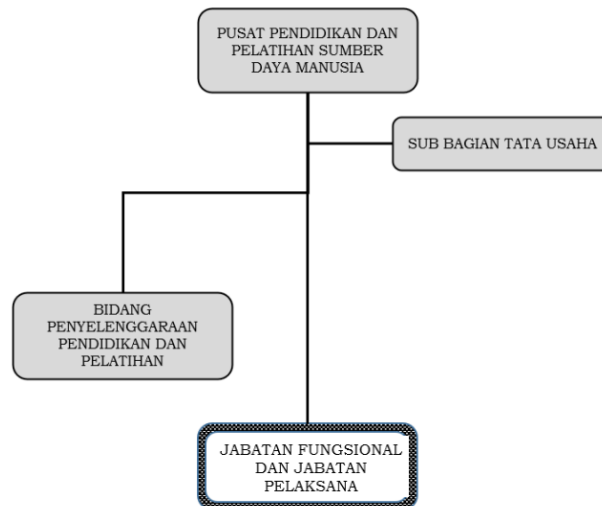 PUSAT PENDIDIKAN DAN
PELATIHAN SUMBER
DAYA MANUSIA
SUB BAGIAN TATA USAHA
BIDANG
PENYELENGGARAAN
PENDIDIKAN DAN
PELATIHAN
JABATAN FUNGSIONAL
DAN JABATAN
PELAKSANA